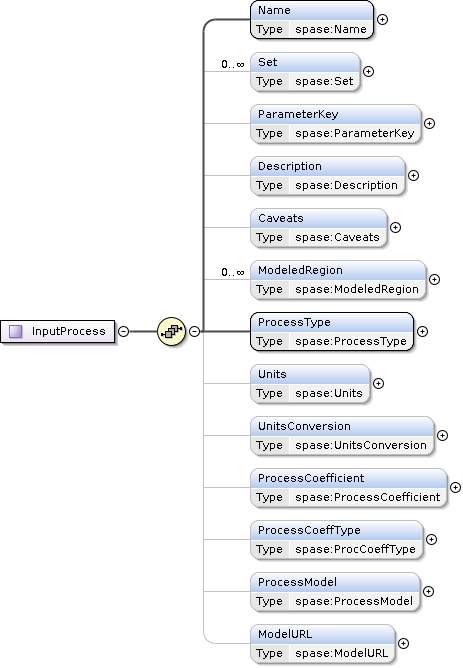 Name
Type spase:Name
0..∞
Set
Type spase:Set
ParameterKey
Type spase:ParameterKey
Description
Type spase:Description
Caveats
Type spase:Caveats
0..∞
ModeledRegion
Type spase:ModeledRegion
InputProcess
ProcessType
Type spase:ProcessType
Units
Type spase:Units
UnitsConversion
Type spase:UnitsConversion
ProcessCoefficient
Type spase:ProcessCoefficient
ProcessCoeffType
Type spase:ProcCoeffType
ProcessModel
Type spase:ProcessModel
ModelURL
Type spase:ModelURL